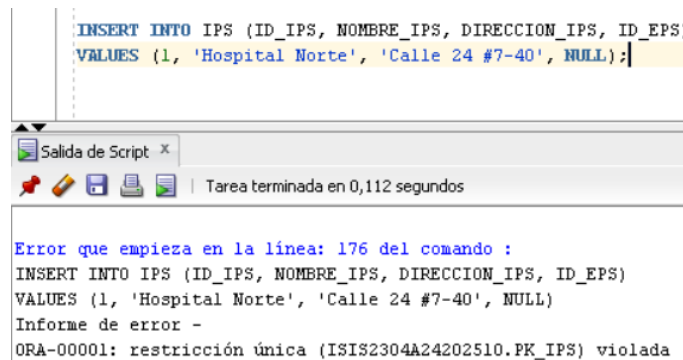 INSERT INTO IPS (ID_IPS, NOMBRE_IPS, DIRECCION_IPS, ID_EPS)
VALUES (1, 'Hospital Norte', 'Calle 24 #7-40', NULL);
Salida de Script x
Tarea terminada en 0,112 segundos
Error que empieza en la línea: 176 del comando :
INSERT INTO IPS (ID_IPS, NOMBRE_IPS, DIRECCION_IPS, ID_EPS)
VALUES (1, 'Hospital Norte', 'Calle 24 #7-40', NULL)
Informe de error -
ORA-00001: restricción única (ISIS2304A24202510.PK_IPS) violada